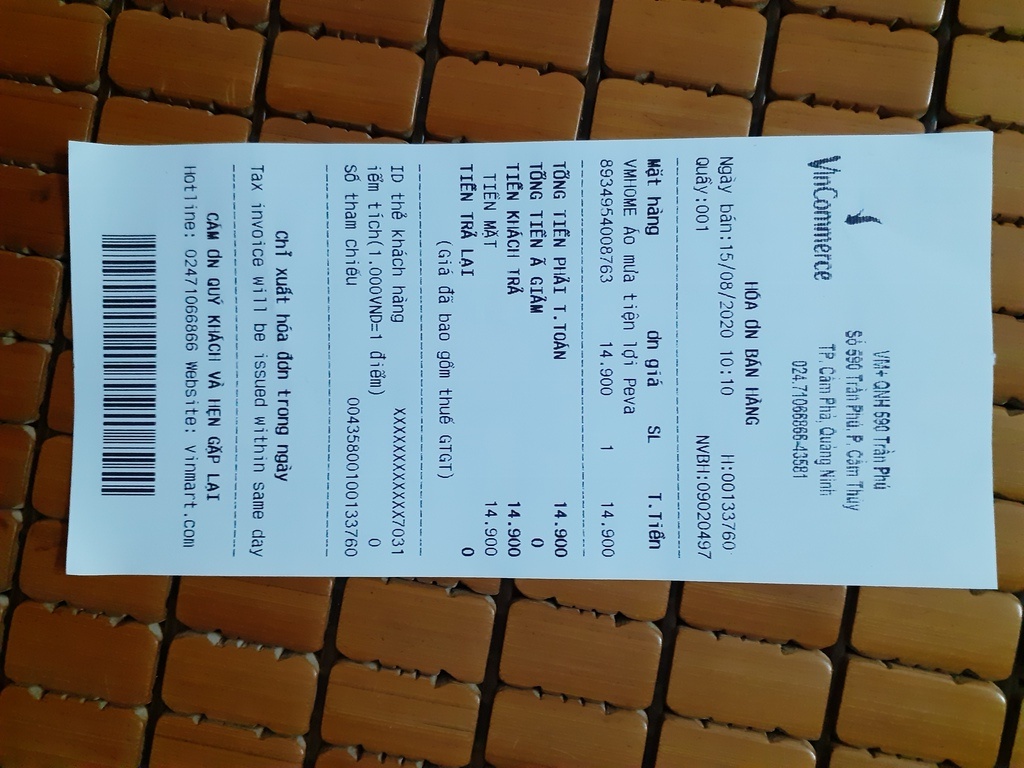 VinCommerce
VM+ QNH 590 Trần Phú
Số 590 Trần Phú, P. Cẩm Thủy
TP. Cẩm Phả, Quảng Ninh
024.71066866-43581
HÓA ĐN BÁN HÀNG
Ngày bán:15/08/2020 10:10 H:00133760
Quầy:001 NVBH:09020497
Mặt hàng đn giá SL T.Tiền
VMHOME Áo mưa tiện lợi Peva
8934954008763 14.900 1 14.900
TỔNG TIỀN PHẢI T.TOÁN 14.900
TỔNG TIỀN Ã GIẢM 0
TIỀN KHÁCH TRẢ 14.900
TIỀN MẶT 14.900
TIỀN TRẢ LẠI 0
(Giá đã bao gồm thuế GTGT)
ID thẻ khách hàng XXXXXXXXXXXX7031
iểm tích(1.000VND=1 điểm) 0
Số tham chiếu 00435800100133760
Chỉ xuất hóa đơn trong ngày
Tax invoice will be issued within same day
CẢM ƠN QUÝ KHÁCH VÀ HẸN GẶP LẠI
Hotline: 02471066866 Website: vinmart.com